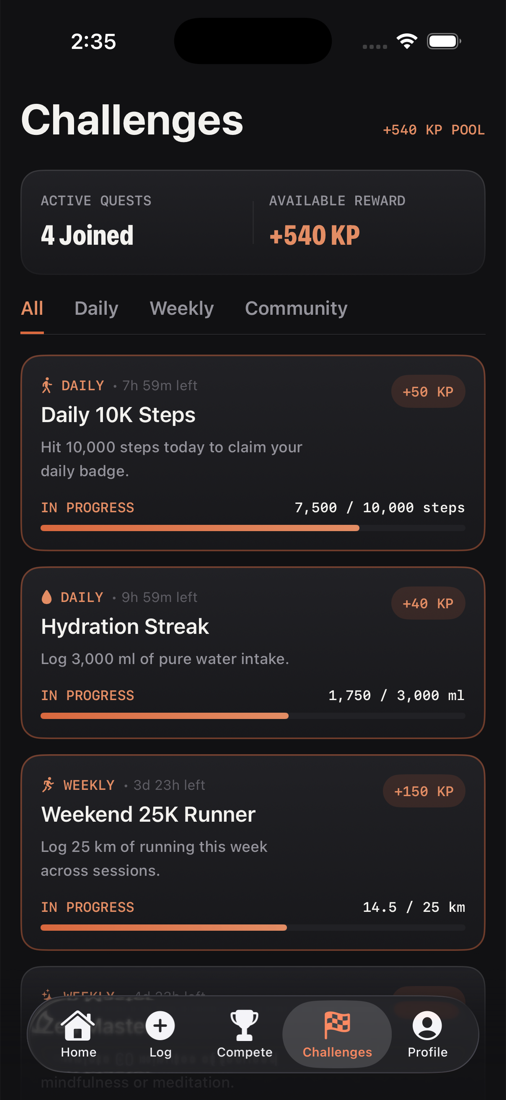 2:35
Challenges
+540 KP POOL
ACTIVE QUESTS
4 Joined
AVAILABLE REWARD
+540 KP
All Daily Weekly Community
DAILY • 7h 59m left
+50 KP
Daily 10K Steps
Hit 10,000 steps today to claim your
daily badge.
IN PROGRESS 7,500 / 10,000 steps
DAILY • 9h 59m left
+40 KP
Hydration Streak
Log 3,000 ml of pure water intake.
IN PROGRESS 1,750 / 3,000 ml
WEEKLY • 3d 23h left
+150 KP
Weekend 25K Runner
Log 25 km of running this week
across sessions.
IN PROGRESS 14.5 / 25 km
WEEKLY
Home Log Compete Challenges Profile
mindfulness or meditation.